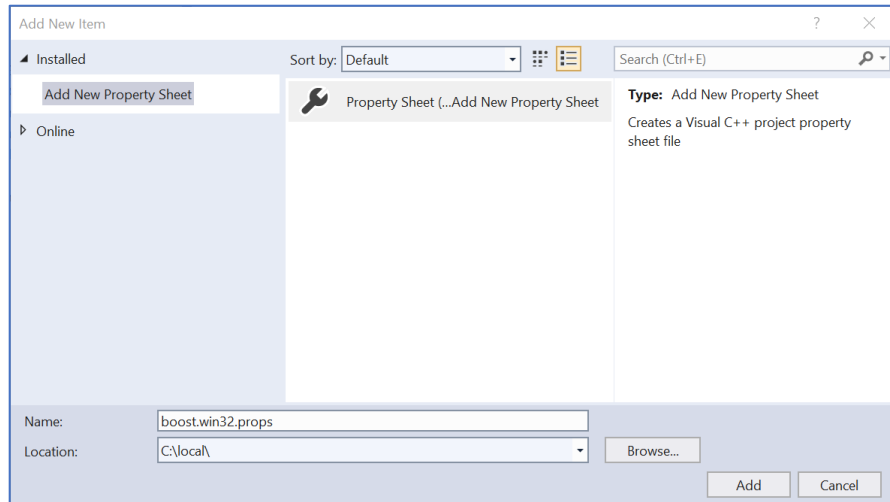 Add New Item
?
Installed
Sort by: Default
Search (Ctrl+E)
Add New Property Sheet
Property Sheet (...Add New Property Sheet
Type: Add New Property Sheet
Creates a Visual C++ project property
sheet file
Online
Name: boost.win32.props
Location: C:\local\ Browse...
Add Cancel